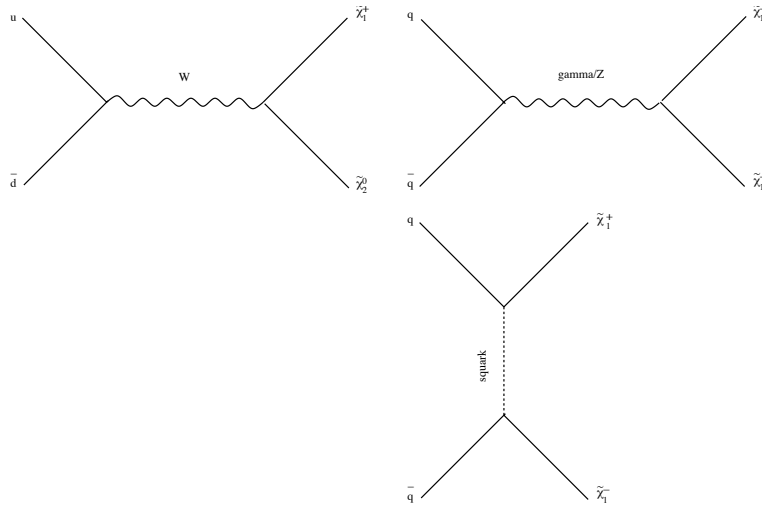 u
χ̃₁⁺
W
d̄
χ̃₂⁰
q
gamma/Z
q̄
q
χ̃₁⁺
squark
q̄
χ̃₁⁻